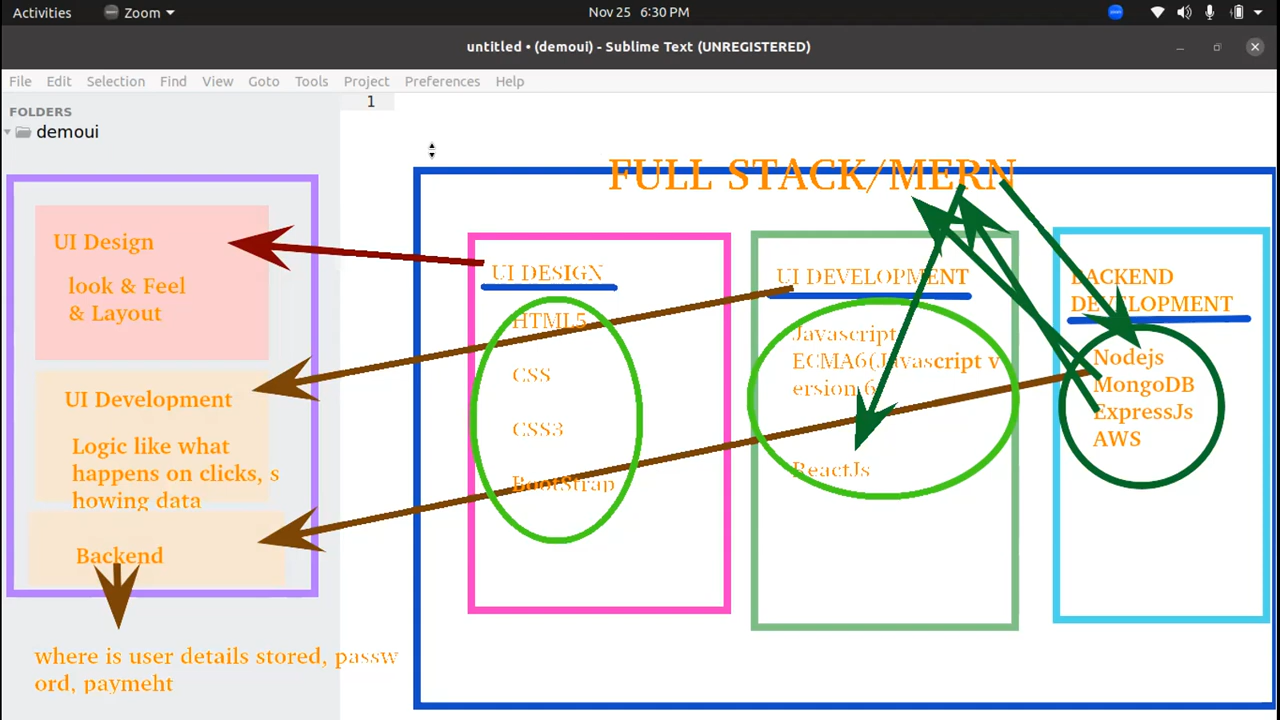 Activities Zoom Nov 25 6:30 PM
untitled • (demoui) - Sublime Text (UNREGISTERED)
File Edit Selection Find View Goto Tools Project Preferences Help
FOLDERS
demoui
1
UI Design
look & Feel
& Layout
UI Development
Logic like what
happens on clicks, s
howing data
Backend
where is user details stored, passw
ord, paymeht
FULL STACK/MERN
UI DESIGN
HTML5
CSS
CSS3
BootStrap
UI DEVELOPMENT
Javascript
ECMA6(Javascript v
ersion 6
ReactJs
BACKEND
DEVELOPMENT
Nodejs
MongoDB
ExpressJs
AWS